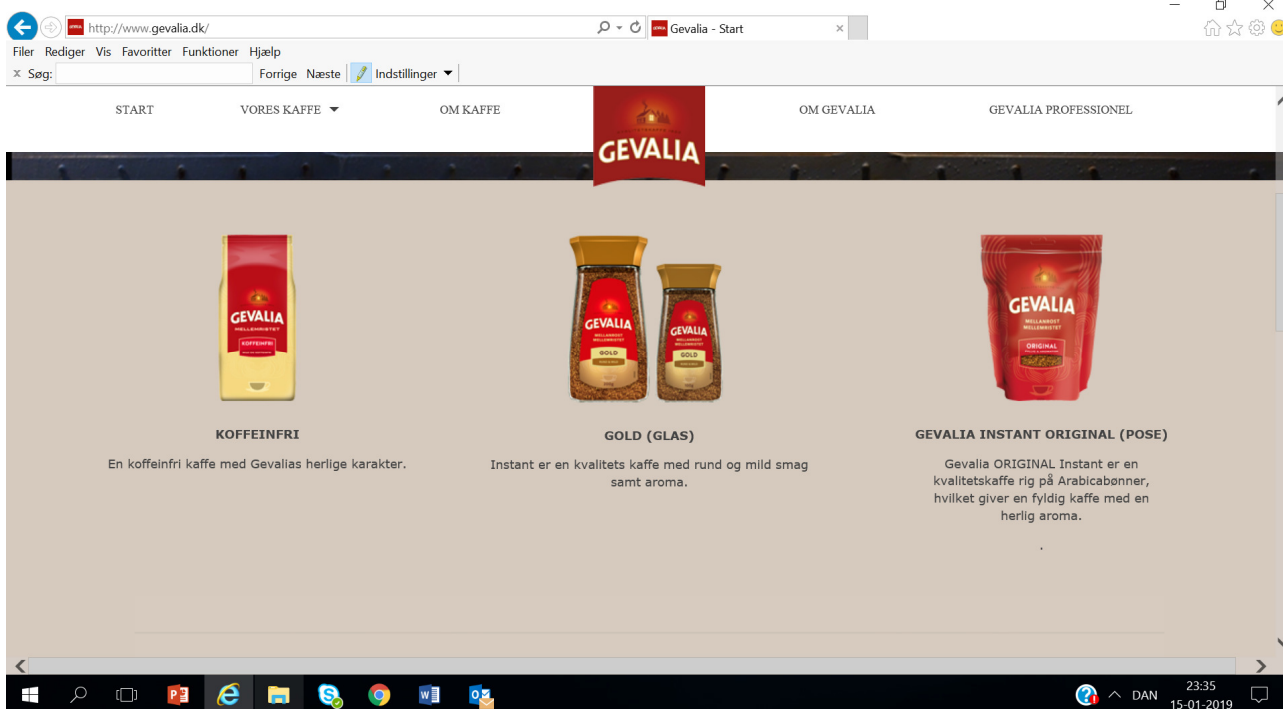 http://www.gevalia.dk/
Gevalia - Start
Filer Rediger Vis Favoritter Funktioner Hjælp
x Søg: Forrige Næste Indstillinger
START VORES KAFFE OM KAFFE OM GEVALIA GEVALIA PROFESSIONEL
GEVALIA
GEVALIA
MELLEMRISTET
KOFFEINFRI
GEVALIA
GOLD
GEVALIA
GOLD
GEVALIA
MELLANROST
MELLEMRISTET
ORIGINAL
KOFFEINFRI
En koffeinfri kaffe med Gevalias herlige karakter.
GOLD (GLAS)
Instant er en kvalitets kaffe med rund og mild smag
samt aroma.
GEVALIA INSTANT ORIGINAL (POSE)
Gevalia ORIGINAL Instant er en
kvalitetskaffe rig på Arabicabønner,
hvilket giver en fyldig kaffe med en
herlig aroma.
.
DAN
23:35
15-01-2019